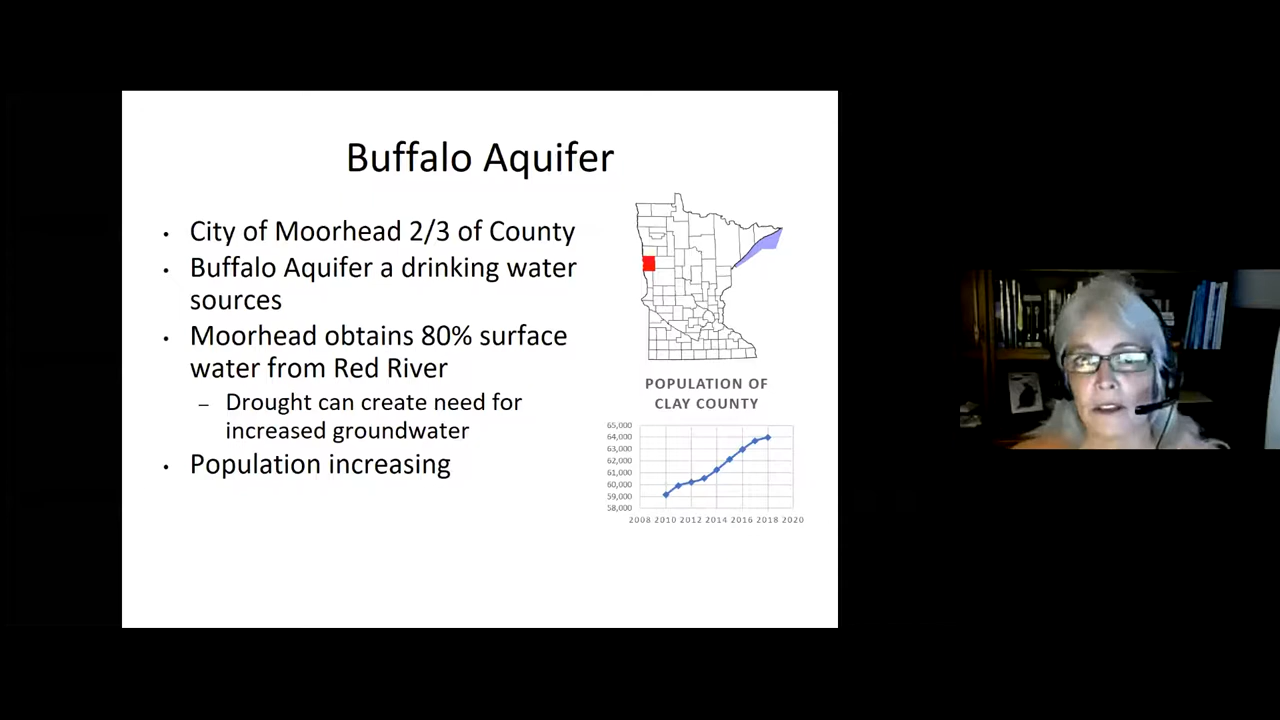 Buffalo Aquifer
• City of Moorhead 2/3 of County
• Buffalo Aquifer a drinking water
sources
• Moorhead obtains 80% surface
water from Red River
– Drought can create need for
increased groundwater
• Population increasing
POPULATION OF
CLAY COUNTY
65,000
64,000
63,000
62,000
61,000
60,000
59,000
58,000
2008 2010 2012 2014 2016 2018 2020